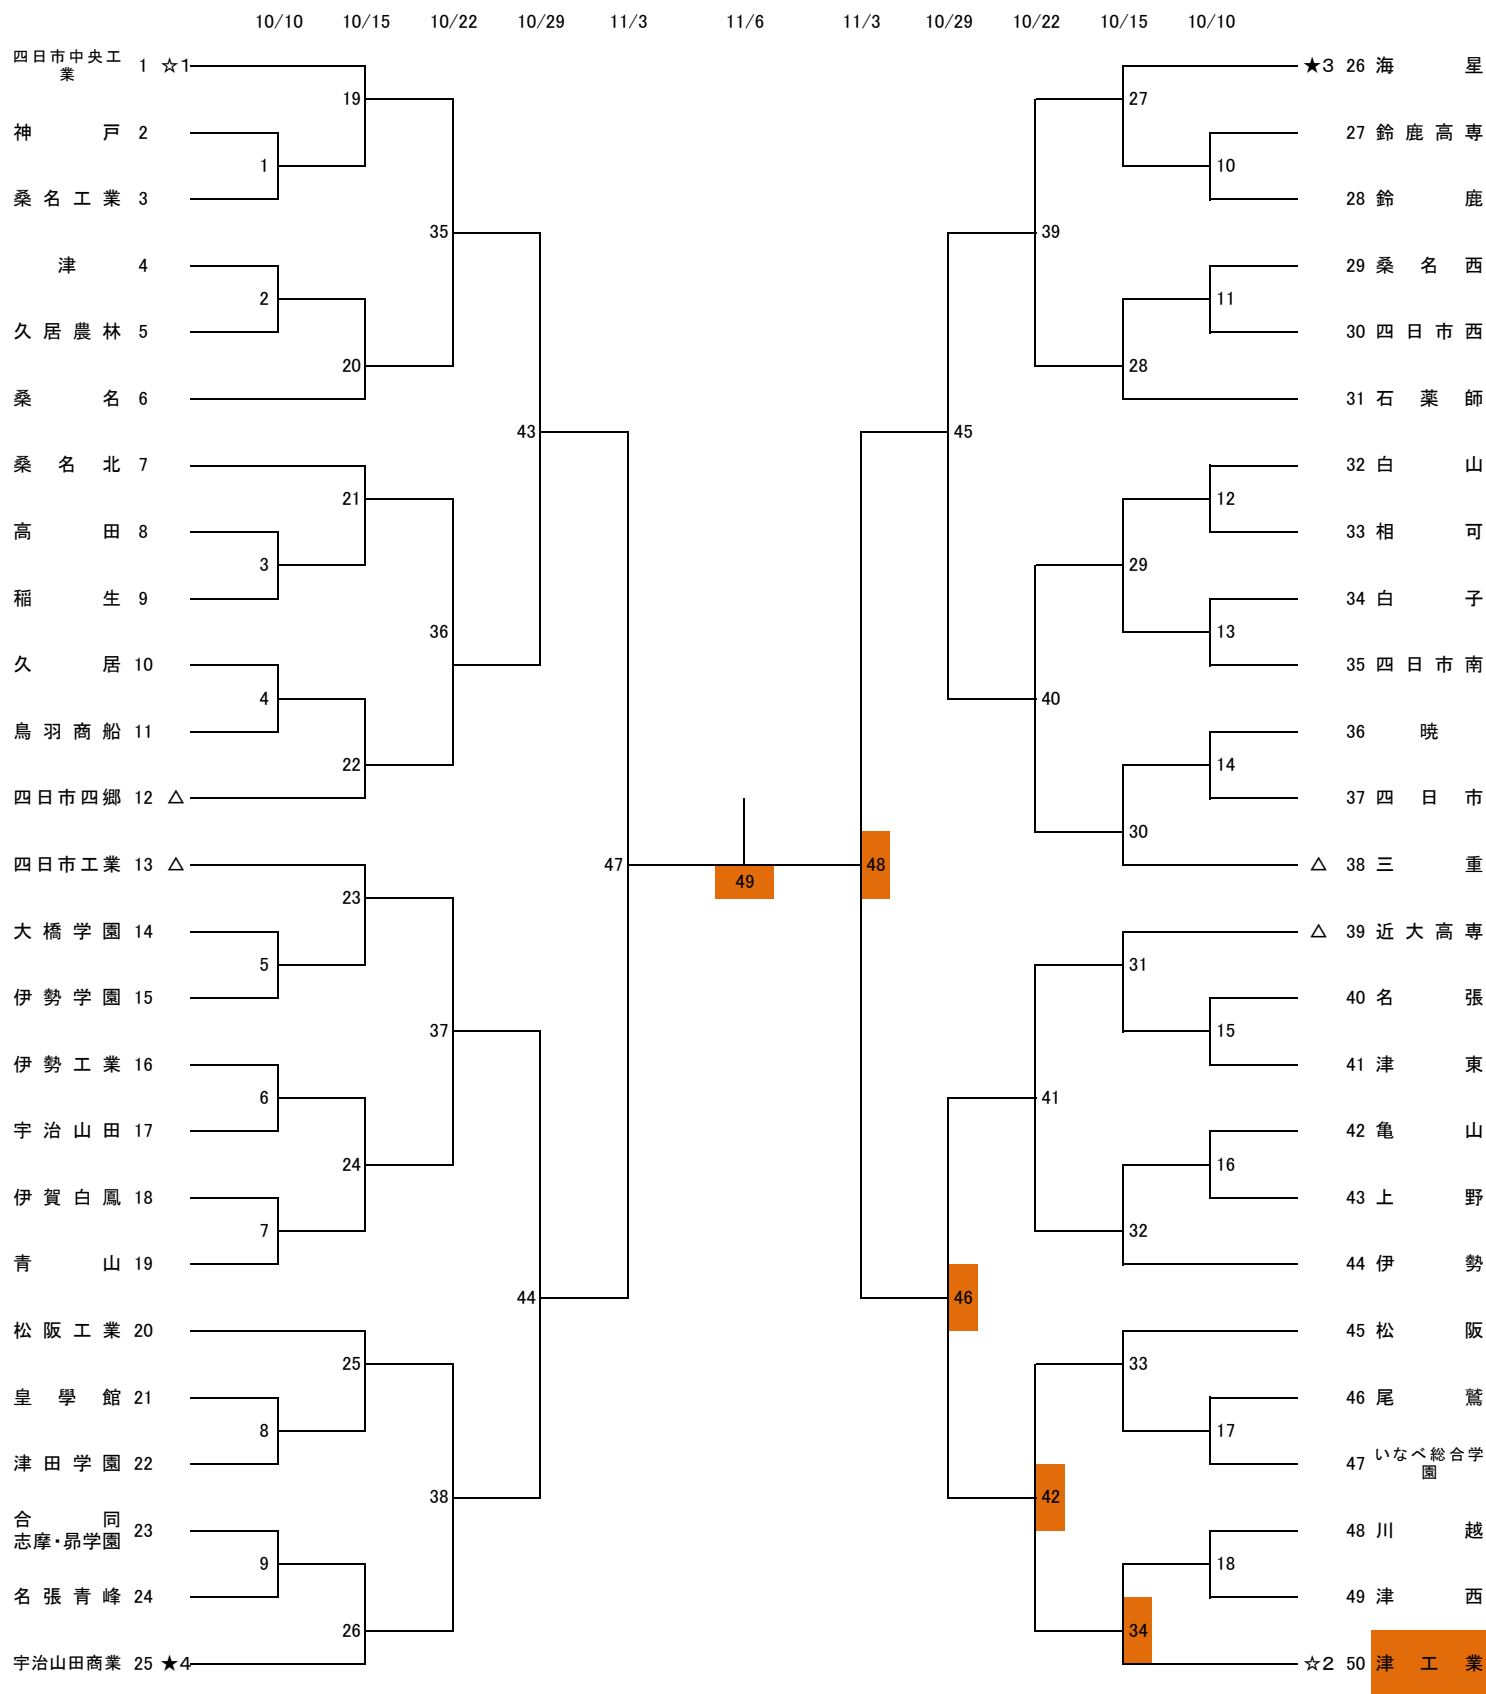 10/10 10/15 10/22 10/29 11/3 11/6 11/3 10/29 10/22 10/15 10/10
四日市中央工
業 1 ☆1
19
神戸 2
1
桑名工業 3
35
津 4
2
久居農林 5
20
桑名 6
43
桑名北 7
21
高田 8
3
稲生 9
36
久居 10
4
鳥羽商船 11
22
四日市四郷 12 △
四日市工業 13 △
47
23
大橋学園 14
5
伊勢学園 15
37
伊勢工業 16
6
宇治山田 17
24
伊賀白鳳 18
7
青山 19
44
松阪工業 20
25
皇學館 21
8
津田学園 22
38
合同
志摩・昴学園 23
9
名張青峰 24
26
宇治山田商業 25 ★4
49
★3 26 海星
27
27 鈴鹿高専
10
28 鈴鹿
39
29 桑名西
11
30 四日市西
28
31 石薬師
45
32 白山
12
33 相可
29
34 白子
13
35 四日市南
40
36 暁
14
37 四日市
30
△ 38 三重
48
△ 39 近大高専
31
40 名張
15
41 津東
41
42 亀山
16
43 上野
32
44 伊勢
46
45 松阪
33
46 尾鷲
17
47 いなべ総合学
園
42
48 川越
18
49 津西
34
☆2 50 津工業